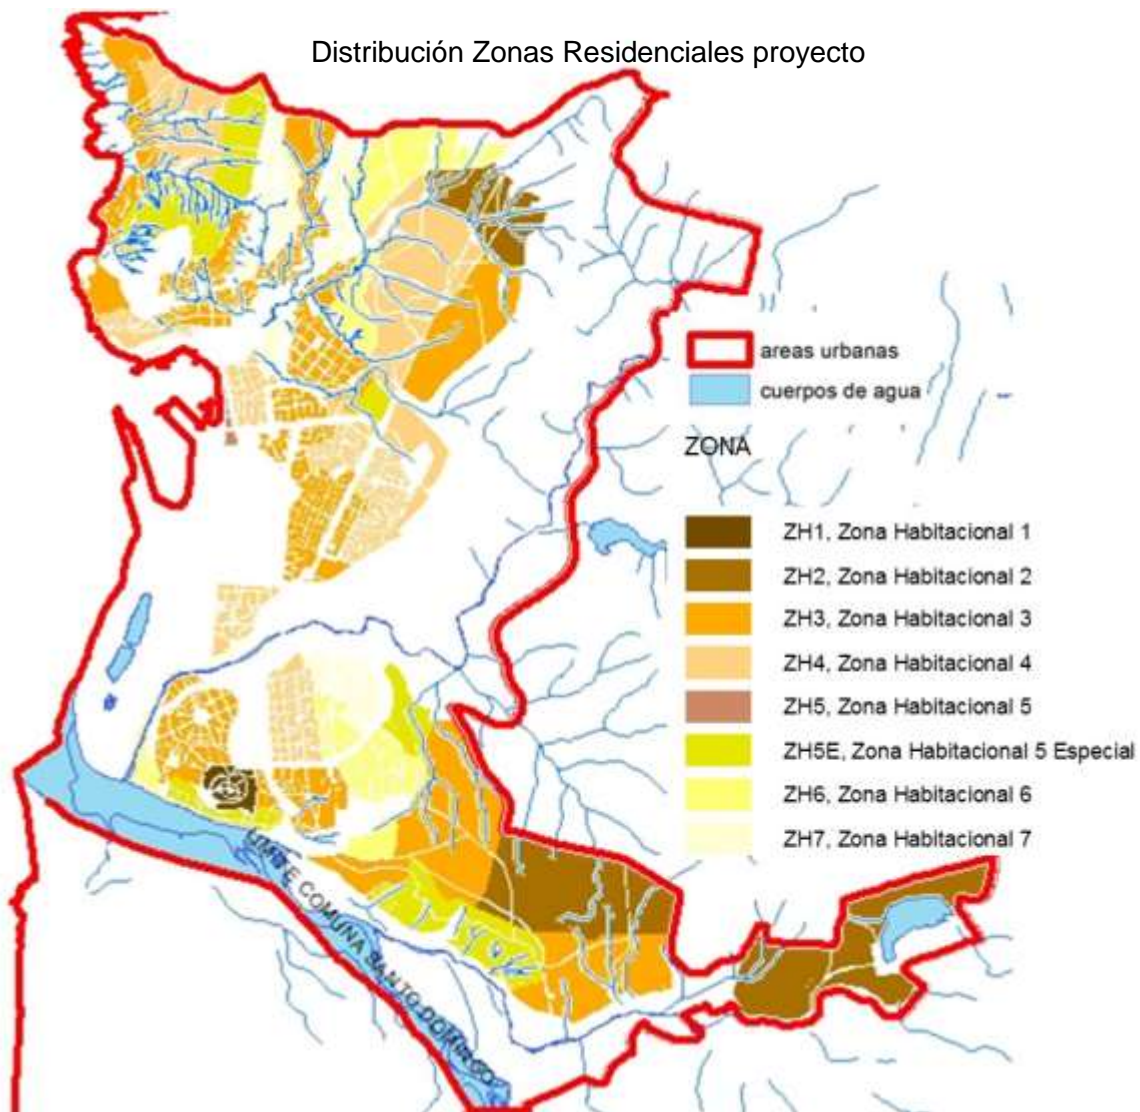 Distribución Zonas Residenciales proyecto
areas urbanas
cuerpos de agua
ZONA
ZH1, Zona Habitacional 1
ZH2, Zona Habitacional 2
ZH3, Zona Habitacional 3
ZH4, Zona Habitacional 4
ZH5, Zona Habitacional 5
ZH5E, Zona Habitacional 5 Especial
ZH6, Zona Habitacional 6
ZH7, Zona Habitacional 7
LIMITE COMUNA SANTO DOMINGO